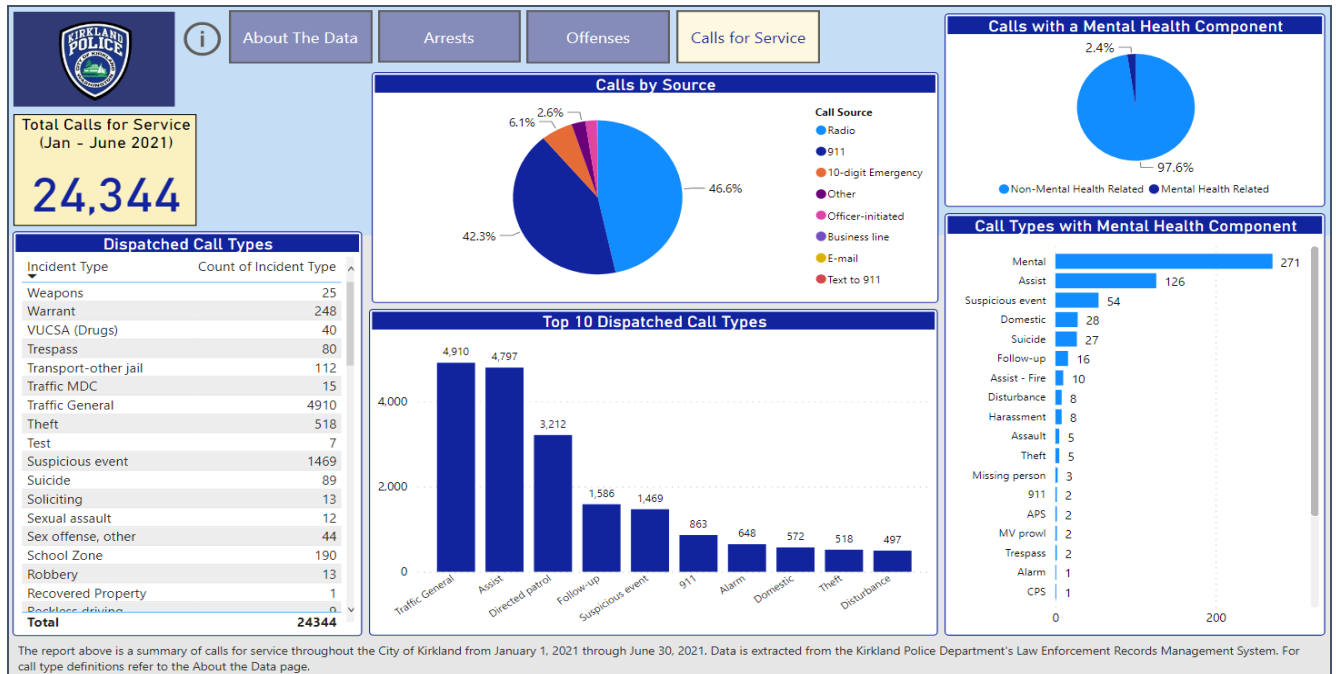 KIRKLAND
POLICE
i
About The Data
Arrests
Offenses
Calls for Service
Total Calls for Service
(Jan - June 2021)
24,344
Dispatched Call Types
Incident Type Count of Incident Type
Weapons 25
Warrant 248
VUCSA (Drugs) 40
Trespass 80
Transport-other jail 112
Traffic MDC 15
Traffic General 4910
Theft 518
Test 7
Suspicious event 1469
Suicide 89
Soliciting 13
Sexual assault 12
Sex offense, other 44
School Zone 190
Robbery 13
Recovered Property 1
Reckless driving 9
Total 24344
Calls by Source
2.6%
6.1%
46.6%
42.3%
Call Source
Radio
911
10-digit Emergency
Other
Officer-initiated
Business line
E-mail
Text to 911
Top 10 Dispatched Call Types
4,910
4,797
3,212
1,586
1,469
863
648
572
518
497
4,000
2,000
0
Traffic General
Assist
Directed patrol
Follow-up
Suspicious event
911
Alarm
Domestic
Theft
Disturbance
Calls with a Mental Health Component
2.4%
97.6%
Non-Mental Health Related Mental Health Related
Call Types with Mental Health Component
Mental 271
Assist 126
Suspicious event 54
Domestic 28
Suicide 27
Follow-up 16
Assist - Fire 10
Disturbance 8
Harassment 8
Assault 5
Theft 5
Missing person 3
911 2
APS 2
MV prowl 2
Trespass 2
Alarm 1
CPS 1
0 200
The report above is a summary of calls for service throughout the City of Kirkland from January 1, 2021 through June 30, 2021. Data is extracted from the Kirkland Police Department's Law Enforcement Records Management System. For
call type definitions refer to the About the Data page.